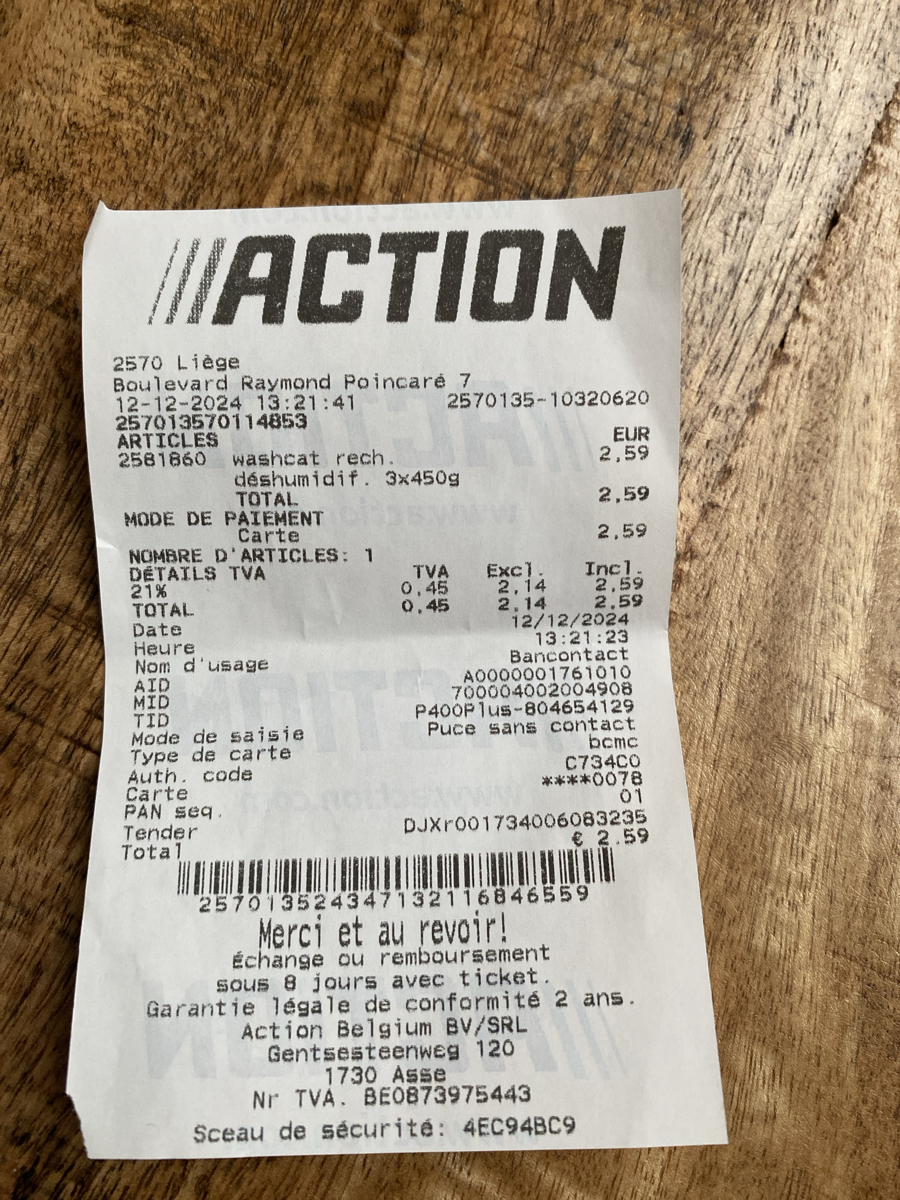 ACTION
2570 Liège
Boulevard Raymond Poincaré 7
12-12-2024 13:21:41 2570135-10320620
257013570114853
ARTICLES EUR
2581860 washcat rech. 2,59
déshumidif. 3x450g
TOTAL 2,59
MODE DE PAIEMENT
Carte 2,59
NOMBRE D'ARTICLES: 1
DÉTAILS TVA TVA Excl. Incl.
21% 0,45 2,14 2,59
TOTAL 0,45 2,14 2,59
Date 12/12/2024
Heure 13:21:23
Nom d'usage Bancontact
AID A0000001761010
MID 700004002004908
TID P400Plus-804654129
Mode de saisie Puce sans contact
Type de carte bcmc
Auth. code C734C0
Carte ****0078
PAN seq. 01
Tender DJXr001734006083235
Total € 2.59
257013524347132116846559
Merci et au revoir!
Échange ou remboursement
sous 8 jours avec ticket.
Garantie légale de conformité 2 ans.
Action Belgium BV/SRL
Gentsesteenweg 120
1730 Asse
Nr TVA. BE0873975443
Sceau de sécurité: 4EC94BC9